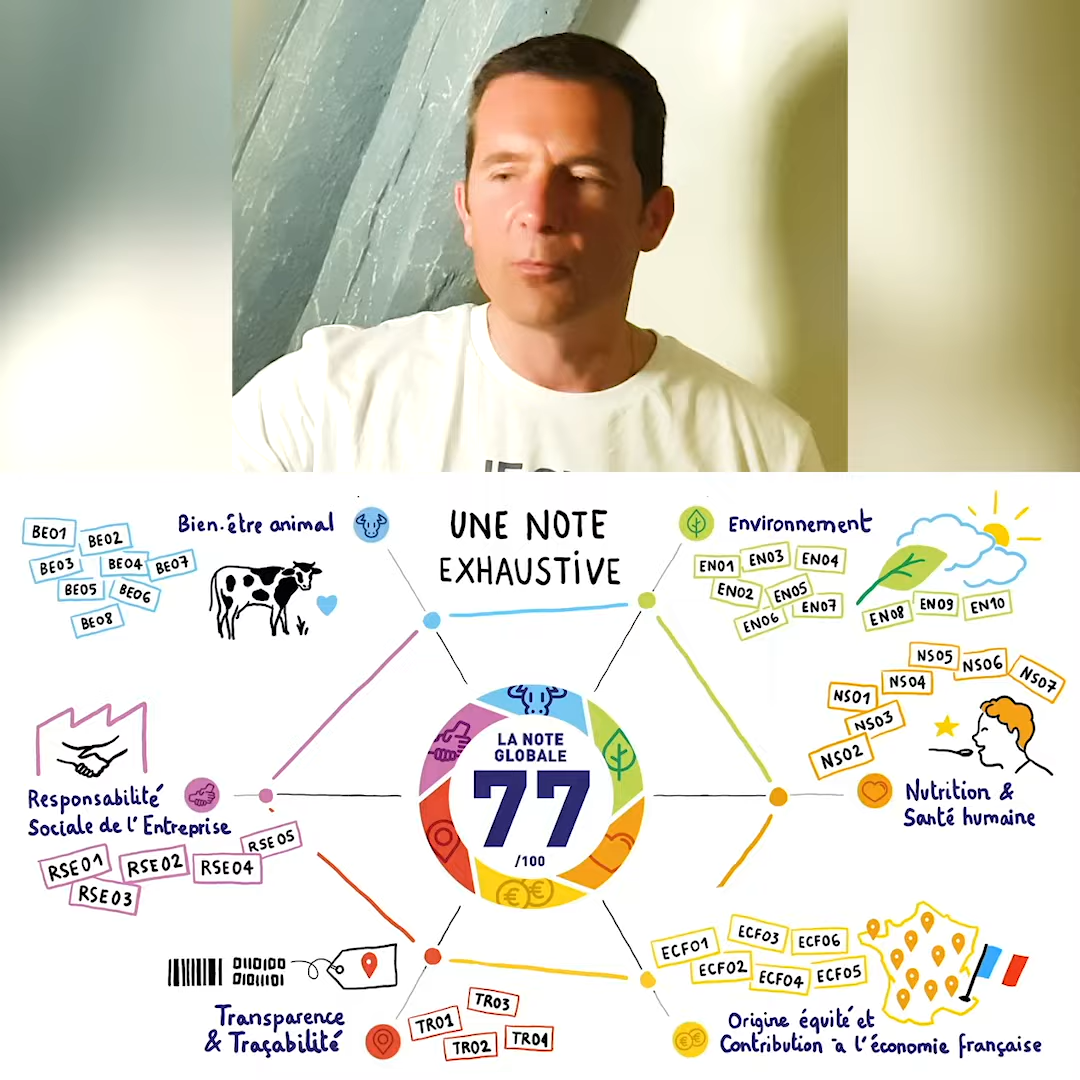 UNE NOTE
EXHAUSTIVE
Bien-être animal
BE01
BE02
BE03
BE04
BE07
BE05
BE06
BE08
Environnement
EN01
EN03
EN04
EN02
EN05
EN07
EN06
EN08
EN09
EN10
NS05
NS06
NS07
NS04
NS01
NS03
NS02
Nutrition &
Santé humaine
LA NOTE
GLOBALE
77
/100
Responsabilité
Sociale de l'Entreprise
RSE05
RSE01
RSE02
RSE04
RSE03
Transparence
& Traçabilité
TR03
TR01
TR02
TR04
ECF01
ECF03
ECF06
ECF02
ECF04
ECF05
Origine équité et
Contribution à l'économie française